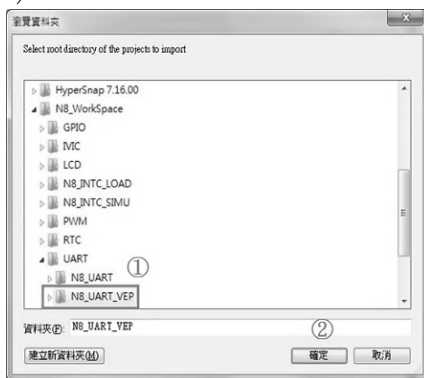 瀏覽資料夾
Select root directory of the projects to import
HyperSnap 7.16.00
N8_WorkSpace
GPIO
IVIC
LCD
N8_INTC_LOAD
N8_INTC_SIMU
PWM
RTC
UART
①
N8_UART
N8_UART_VEP
資料夾(F): N8_UART_VEP
②
建立新資料夾(M) 確定 取消